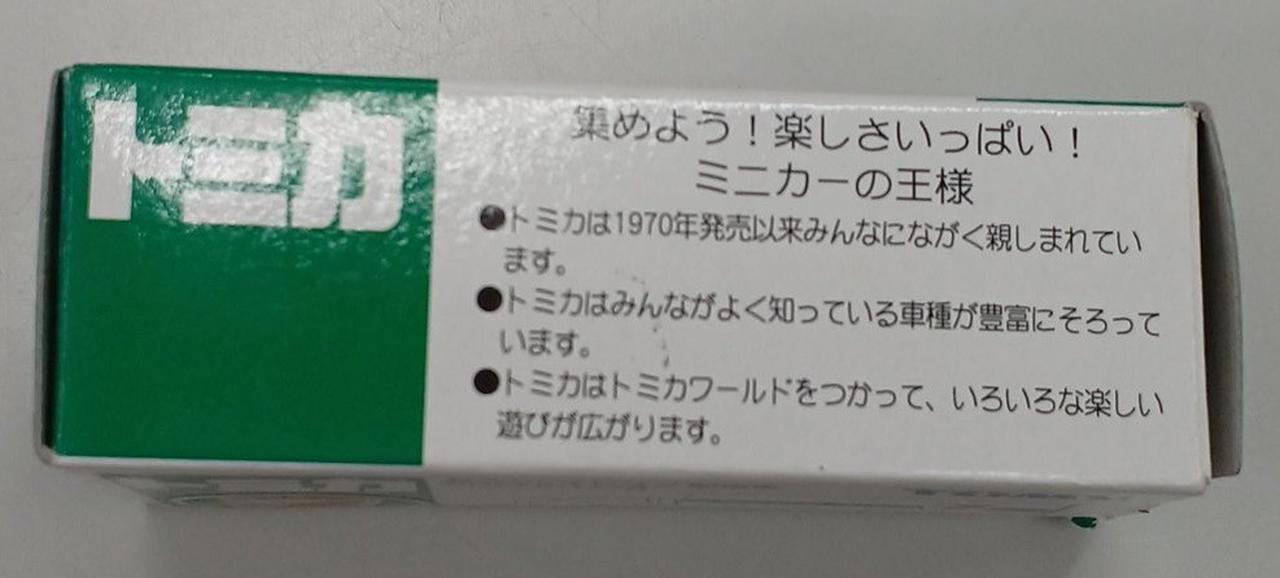 トミカ
集めよう！楽しさいっぱい！
ミニカーの王様
●トミカは1970年発売以来みんなにながく親しまれてい
ます。
●トミカはみんながよく知っている車種が豊富にそろって
います。
●トミカはトミカワールドをつかって、いろいろな楽しい
遊びが広がります。